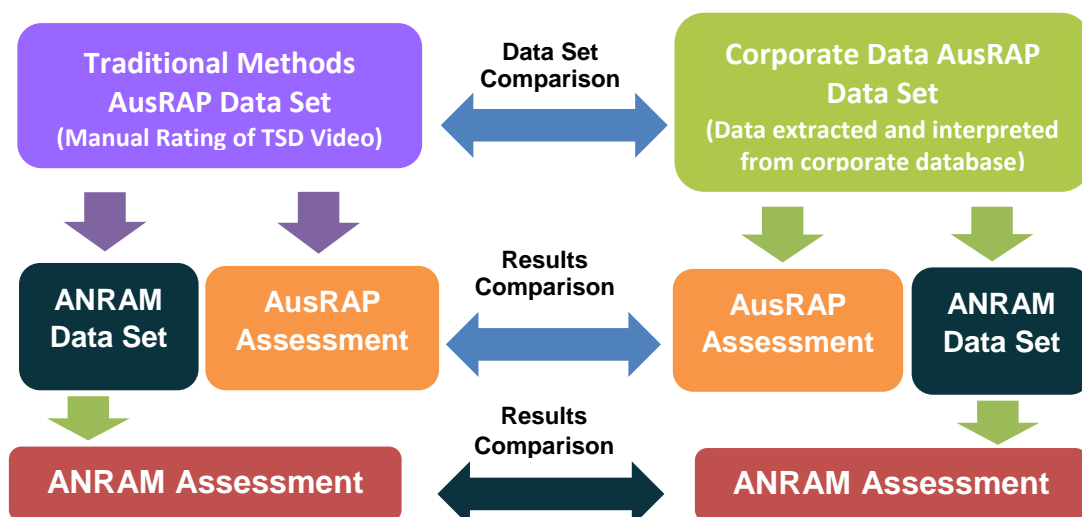 Traditional Methods
AusRAP Data Set
(Manual Rating of TSD Video)
Data Set
Comparison
Corporate Data AusRAP
Data Set
(Data extracted and interpreted
from corporate database)
ANRAM
Data Set
AusRAP
Assessment
Results
Comparison
AusRAP
Assessment
ANRAM
Data Set
ANRAM Assessment
Results
Comparison
ANRAM Assessment